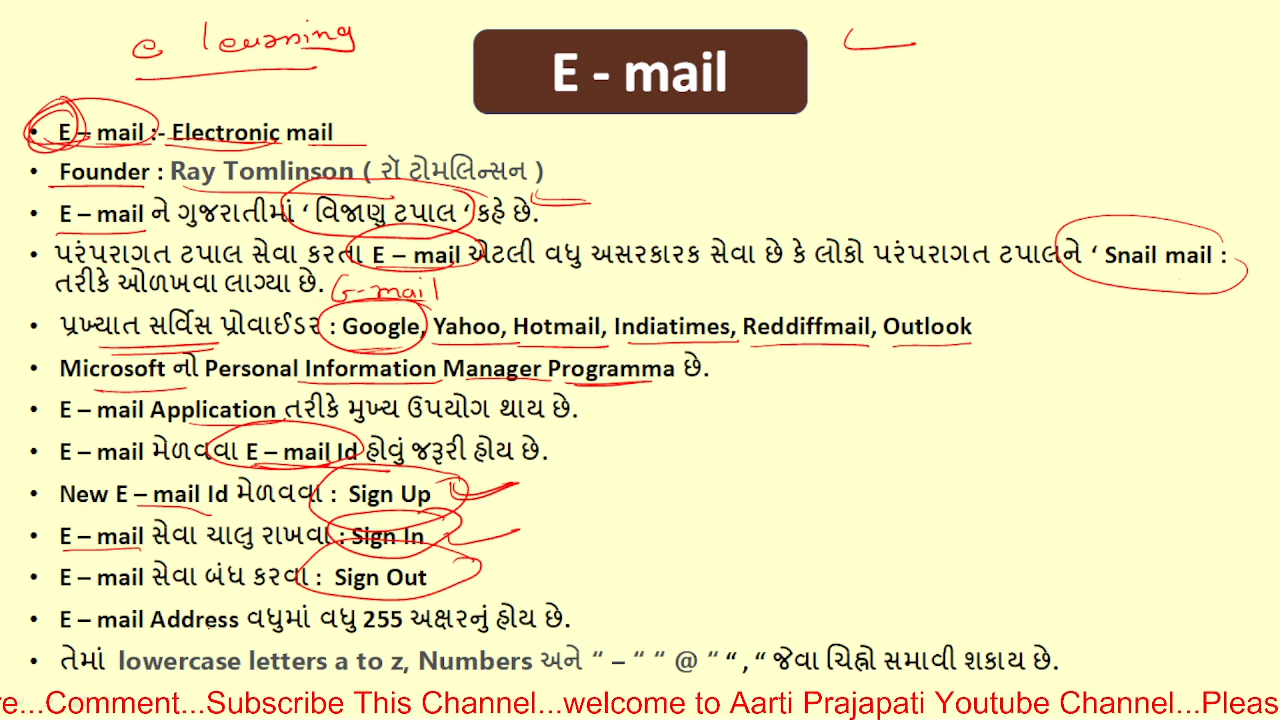 e learning
E - mail
• E – mail :- Electronic mail
• Founder : Ray Tomlinson ( રૉ ટોમલિન્સન )
• E – mail ને ગુજરાતીમાં ‘ વિજાણુ ટપાલ ‘ કહે છે.
• પરંપરાગત ટપાલ સેવા કરતા E – mail એટલી વધુ અસરકારક સેવા છે કે લોકો પરંપરાગત ટપાલને ‘ Snail mail :
તરીકે ઓળખવા લાગ્યા છે.
G-mail
• પ્રખ્યાત સર્વિસ પ્રોવાઈડર : Google, Yahoo, Hotmail, Indiatimes, Reddiffmail, Outlook
• Microsoft નો Personal Information Manager Programma છે.
• E – mail Application તરીકે મુખ્ય ઉપયોગ થાય છે.
• E – mail મેળવવા E – mail Id હોવું જરૂરી હોય છે.
• New E – mail Id મેળવવા : Sign Up
• E – mail સેવા ચાલુ રાખવા : Sign In
• E – mail સેવા બંધ કરવા : Sign Out
• E – mail Address વધુમાં વધુ 255 અક્ષરનું હોય છે.
• તેમાં lowercase letters a to z, Numbers અને “ – “ “ @ “ “ , “ જેવા ચિહ્નો સમાવી શકાય છે.
re...Comment...Subscribe This Channel...welcome to Aarti Prajapati Youtube Channel...Pleas